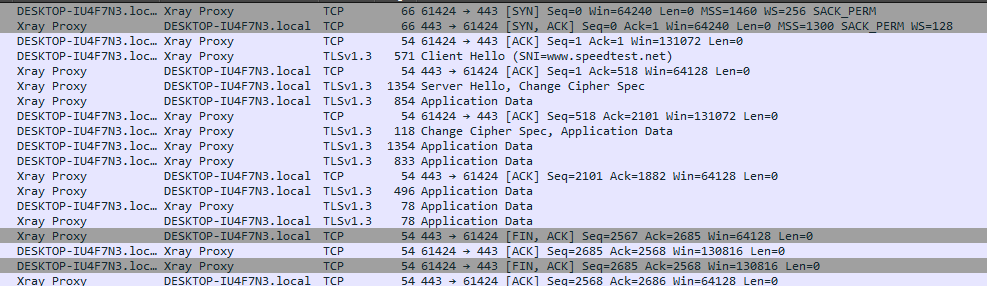 DESKTOP-IU4F7N3.loc… Xray Proxy TCP 66 61424 → 443 [SYN] Seq=0 Win=64240 Len=0 MSS=1460 WS=256 SACK_PERM
Xray Proxy DESKTOP-IU4F7N3.local TCP 66 443 → 61424 [SYN, ACK] Seq=0 Ack=1 Win=64240 Len=0 MSS=1300 SACK_PERM WS=128
DESKTOP-IU4F7N3.loc… Xray Proxy TCP 54 61424 → 443 [ACK] Seq=1 Ack=1 Win=131072 Len=0
DESKTOP-IU4F7N3.loc… Xray Proxy TLSv1.3 571 Client Hello (SNI=www.speedtest.net)
Xray Proxy DESKTOP-IU4F7N3.local TCP 54 443 → 61424 [ACK] Seq=1 Ack=518 Win=64128 Len=0
Xray Proxy DESKTOP-IU4F7N3.local TLSv1.3 1354 Server Hello, Change Cipher Spec
Xray Proxy DESKTOP-IU4F7N3.local TLSv1.3 854 Application Data
DESKTOP-IU4F7N3.loc… Xray Proxy TCP 54 61424 → 443 [ACK] Seq=518 Ack=2101 Win=131072 Len=0
DESKTOP-IU4F7N3.loc… Xray Proxy TLSv1.3 118 Change Cipher Spec, Application Data
DESKTOP-IU4F7N3.loc… Xray Proxy TLSv1.3 1354 Application Data
DESKTOP-IU4F7N3.loc… Xray Proxy TLSv1.3 833 Application Data
Xray Proxy DESKTOP-IU4F7N3.local TCP 54 443 → 61424 [ACK] Seq=2101 Ack=1882 Win=64128 Len=0
Xray Proxy DESKTOP-IU4F7N3.local TLSv1.3 496 Application Data
DESKTOP-IU4F7N3.loc… Xray Proxy TLSv1.3 78 Application Data
Xray Proxy DESKTOP-IU4F7N3.local TLSv1.3 78 Application Data
Xray Proxy DESKTOP-IU4F7N3.local TCP 54 443 → 61424 [FIN, ACK] Seq=2567 Ack=2685 Win=64128 Len=0
DESKTOP-IU4F7N3.loc… Xray Proxy TCP 54 61424 → 443 [ACK] Seq=2685 Ack=2568 Win=130816 Len=0
DESKTOP-IU4F7N3.loc… Xray Proxy TCP 54 61424 → 443 [FIN, ACK] Seq=2685 Ack=2568 Win=130816 Len=0
Xray Proxy DESKTOP-IU4F7N3.local TCP 54 443 → 61424 [ACK] Seq=2568 Ack=2686 Win=64128 Len=0